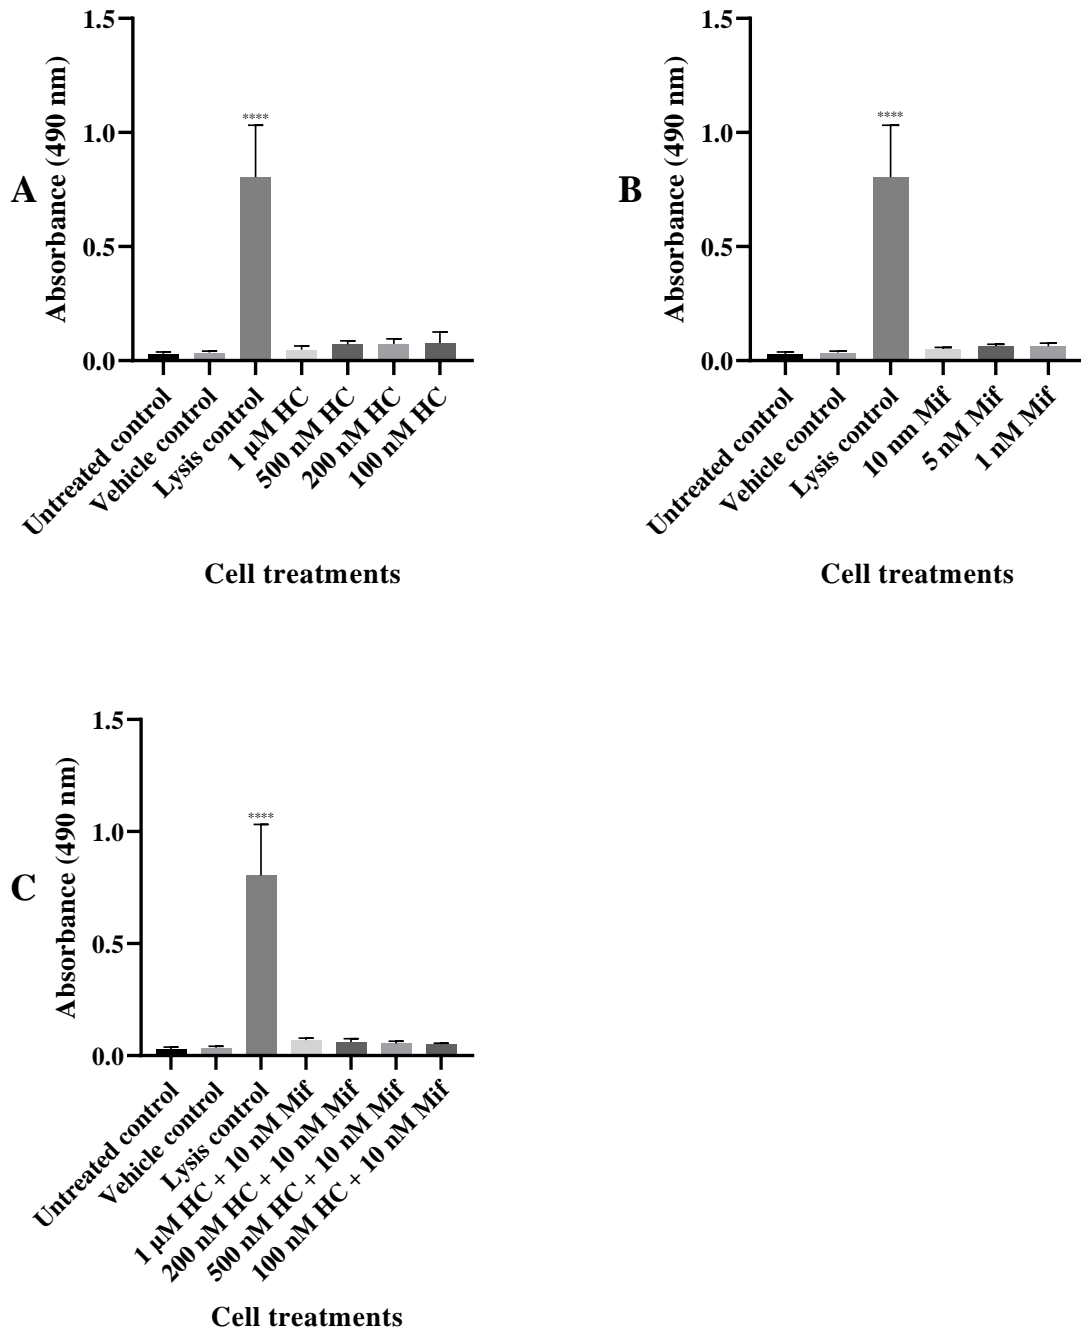 A
Absorbance (490 nm)
1.5
1.0
0.5
0.0
****
Untreated control
Vehicle control
Lysis control
1 µM HC
500 nM HC
200 nM HC
100 nM HC
Cell treatments
B
Absorbance (490 nm)
1.5
1.0
0.5
0.0
****
Untreated control
Vehicle control
Lysis control
10 nm Mif
5 nM Mif
1 nM Mif
Cell treatments
C
Absorbance (490 nm)
1.5
1.0
0.5
0.0
****
Untreated control
Vehicle control
Lysis control
1 µM HC + 10 nM Mif
200 nM HC + 10 nM Mif
500 nM HC + 10 nM Mif
100 nM HC + 10 nM Mif
Cell treatments